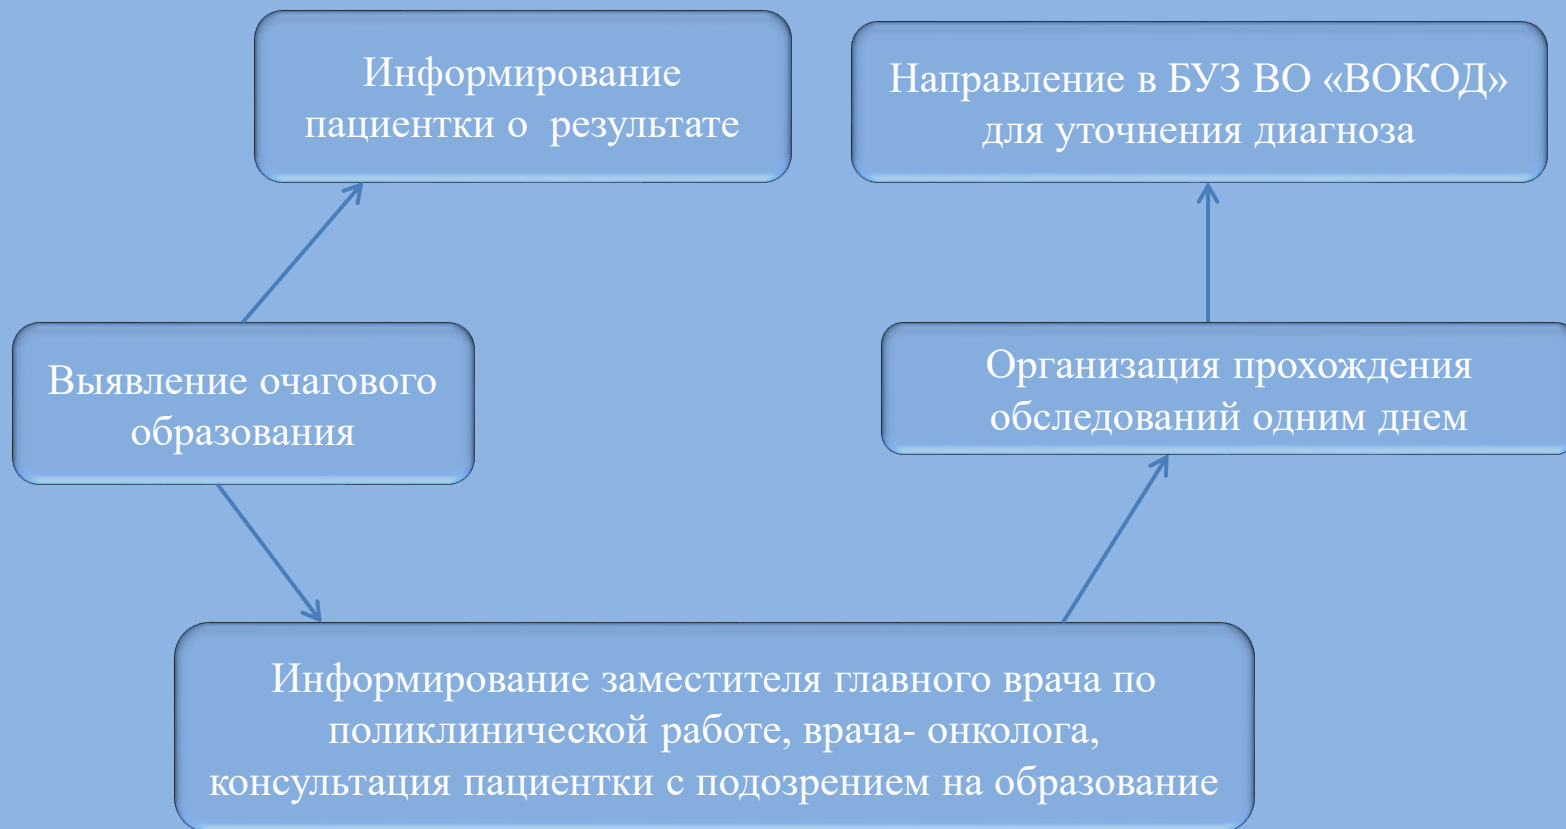 Информирование
пациентки о  результате
Направление в БУЗ ВО «ВОКОД»
для уточнения диагноза
Выявление очагового
образования
Организация прохождения
обследований одним днем
Информирование заместителя главного врача по
поликлинической работе, врача- онколога,
консультация пациентки с подозрением на образование